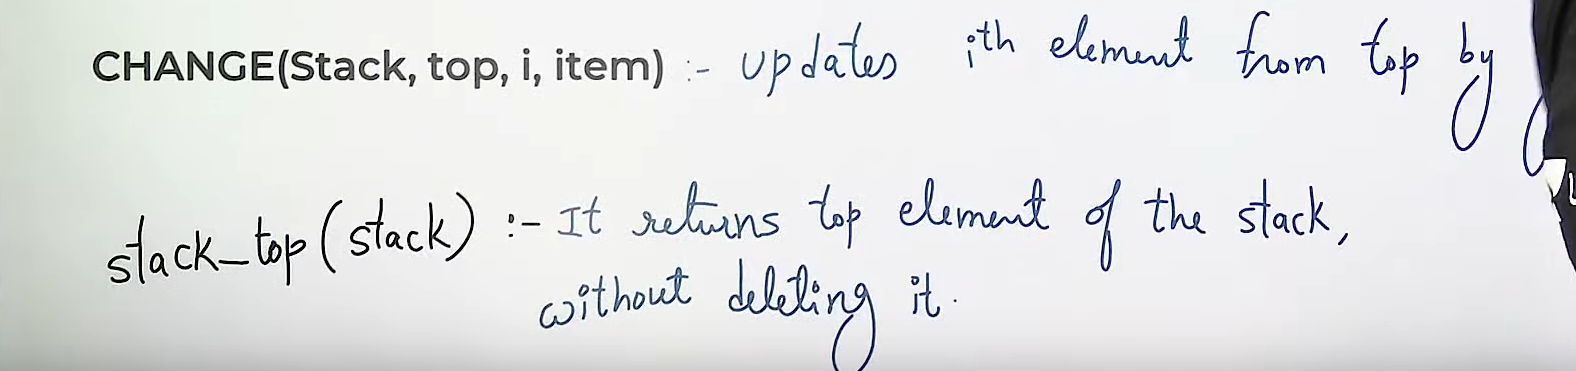 CHANGE(Stack, top, i, item) :- updates ith element from top by
stack_top(stack) :- It returns top element of the stack,
without deleting it.